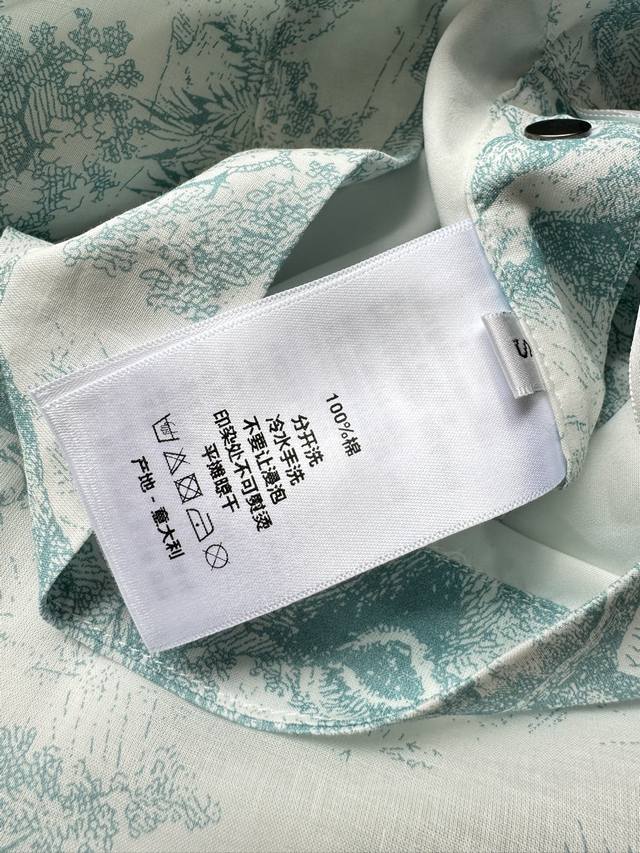 100%棉
分开洗
冷水手洗
不要让浸泡
印染处不可熨烫
平摊晾干
产地 - 意大利
S